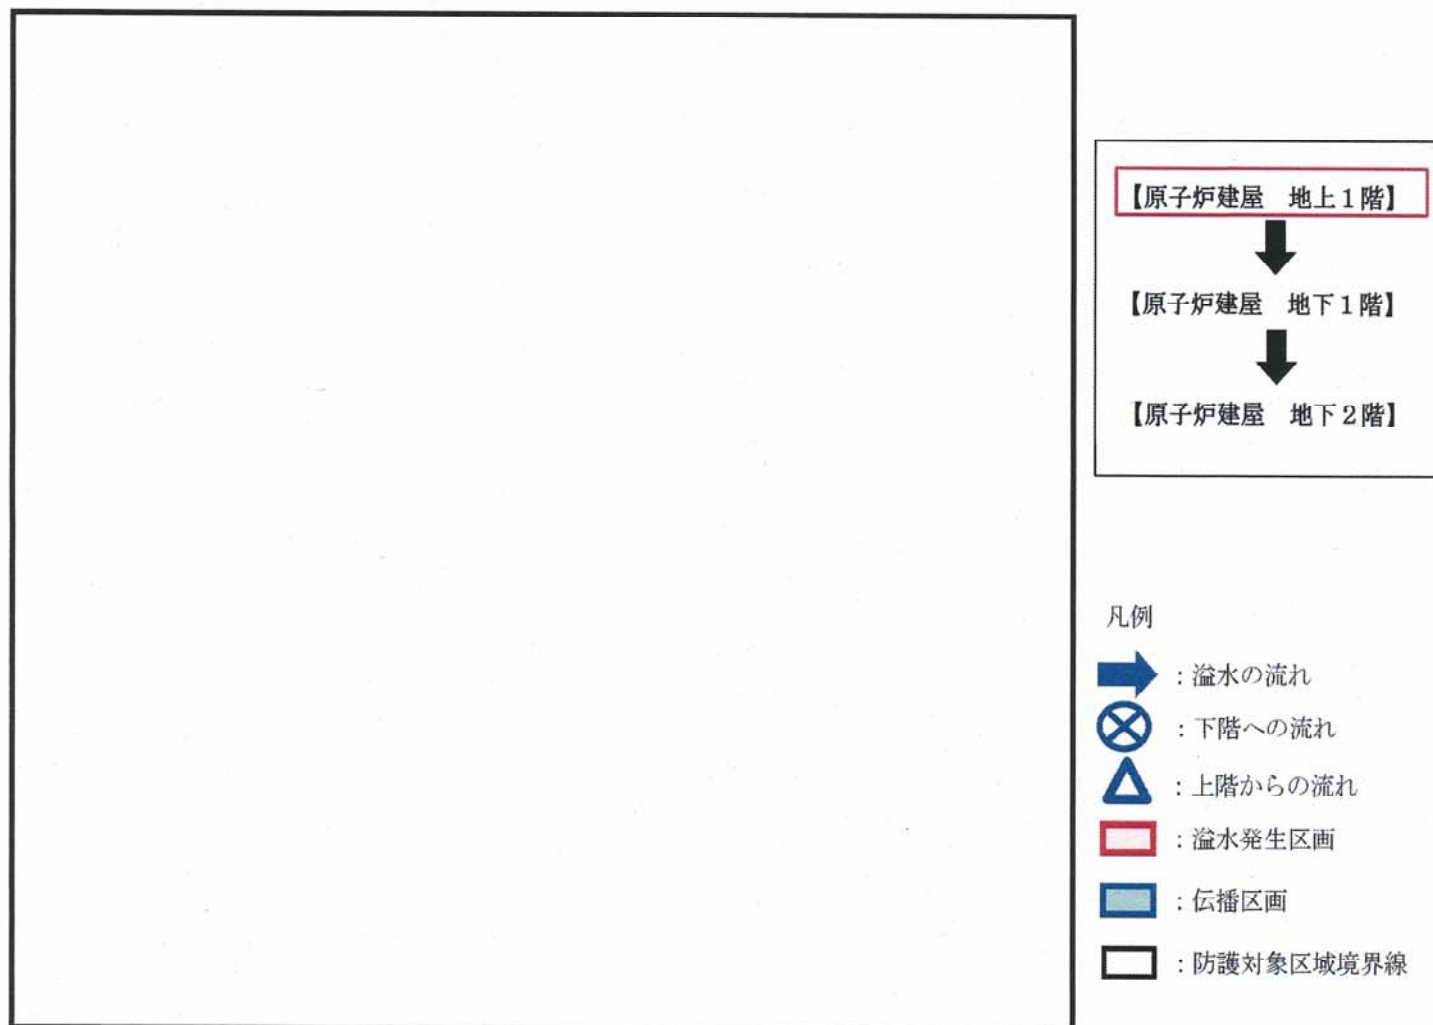 【原子炉建屋　地上1階】
【原子炉建屋　地下1階】
【原子炉建屋　地下2階】
凡例
：溢水の流れ
：下階への流れ
：上階からの流れ
：溢水発生区画
：伝播区画
：防護対象区域境界線